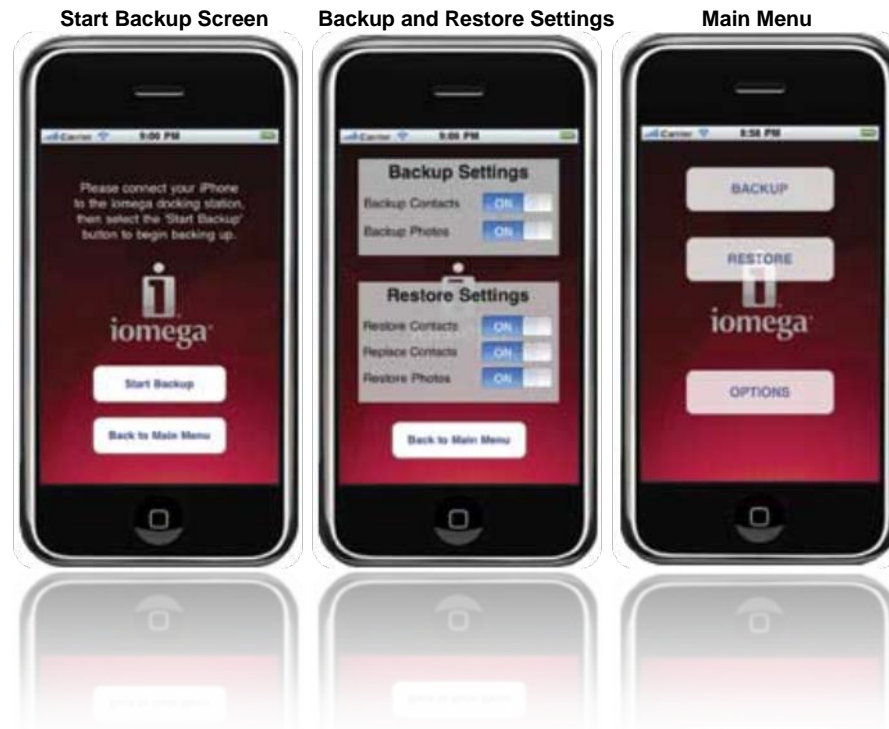 Start Backup Screen
Backup and Restore Settings
Main Menu
Carrier
9:00 PM
Please connect your iPhone
to the iomega docking station,
then select the 'Start Backup'
button to begin backing up.
iomega
Start Backup
Back to Main Menu
Carrier
9:00 PM
Backup Settings
Backup Contacts ON
Backup Photos ON
Restore Settings
Restore Contacts ON
Replace Contacts ON
Restore Photos ON
Back to Main Menu
Carrier
8:58 PM
BACKUP
RESTORE
iomega
OPTIONS